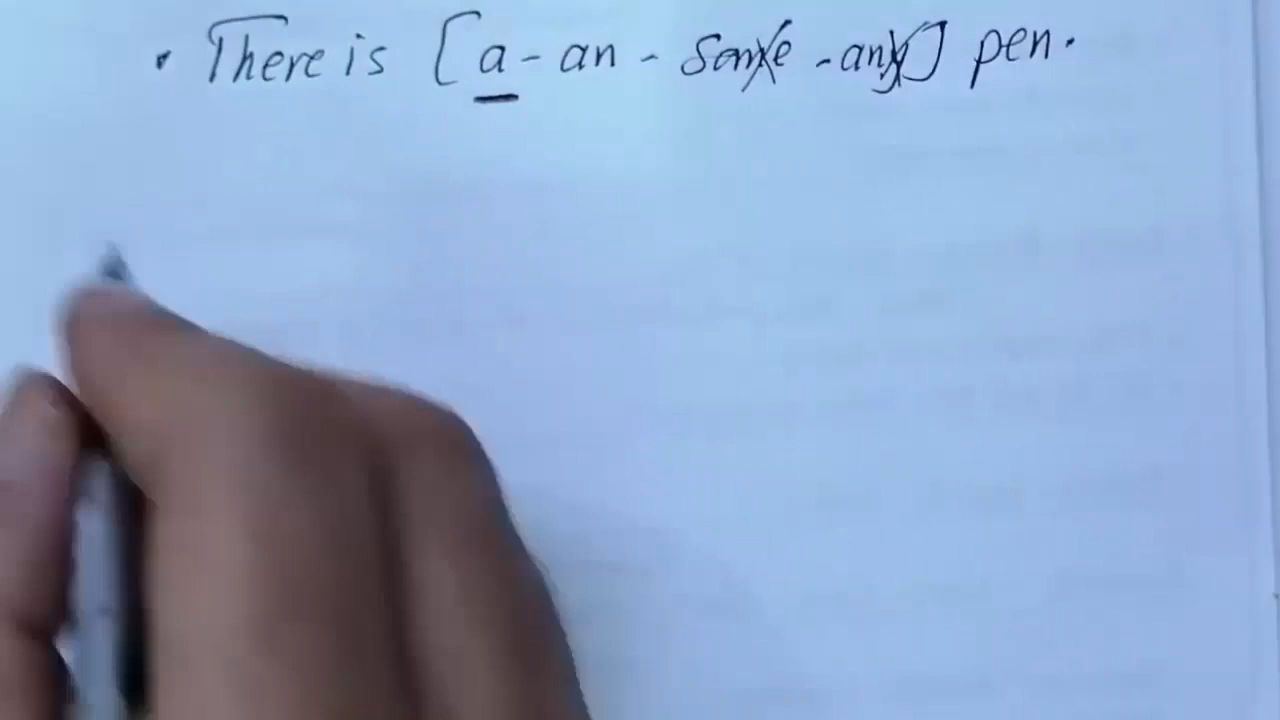 • There is [a - an - some - any] pen.